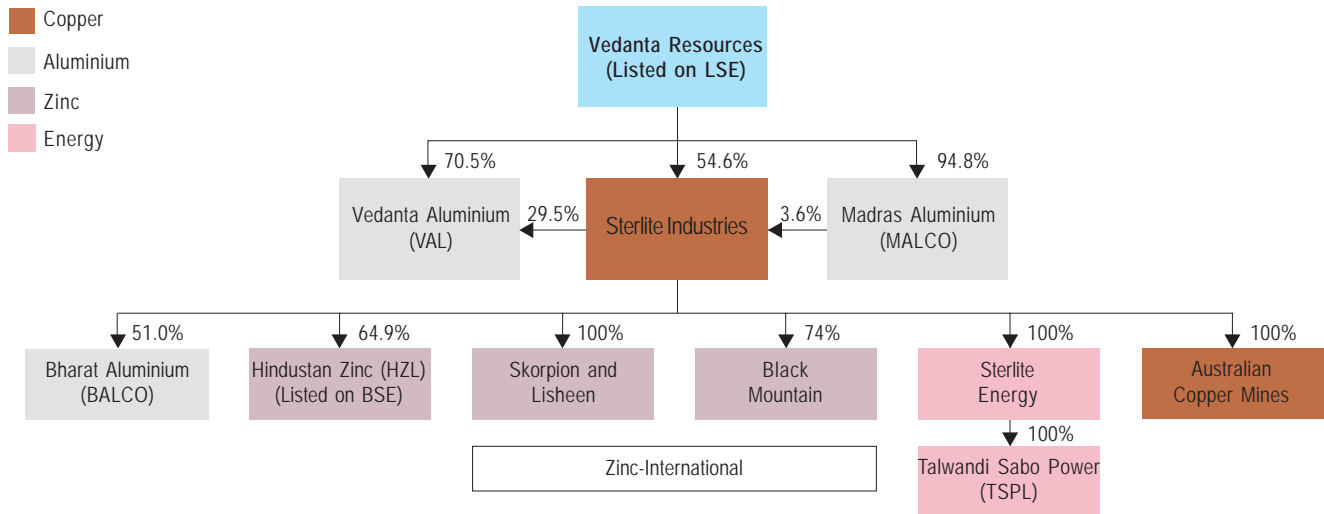 Copper
Aluminium
Zinc
Energy
Vedanta Resources
(Listed on LSE)
70.5%
54.6%
94.8%
Vedanta Aluminium
(VAL)
29.5%
Sterlite Industries
3.6%
Madras Aluminium
(MALCO)
51.0%
64.9%
100%
74%
100%
100%
Bharat Aluminium
(BALCO)
Hindustan Zinc (HZL)
(Listed on BSE)
Skorpion and
Lisheen
Black
Mountain
Sterlite
Energy
Australian
Copper Mines
100%
Zinc-International
Talwandi Sabo Power
(TSPL)